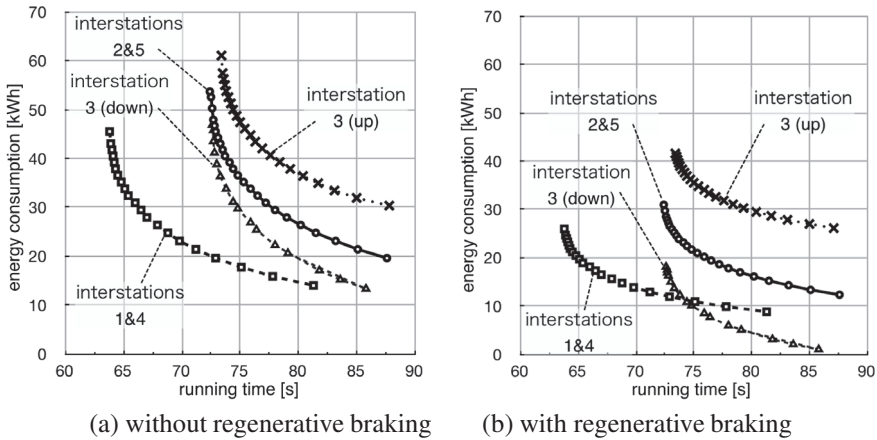 70
60
50
40
30
20
10
0
energy consumption [kWh]
interstations
2&5
interstation
3 (down)
interstation
3 (up)
interstations
1&4
60 65 70 75 80 85 90
running time [s]
(a) without regenerative braking
70
60
50
40
30
20
10
0
energy consumption [kWh]
interstations
2&5
interstation
3 (up)
interstation
3 (down)
interstations
1&4
60 65 70 75 80 85 90
running time [s]
(b) with regenerative braking